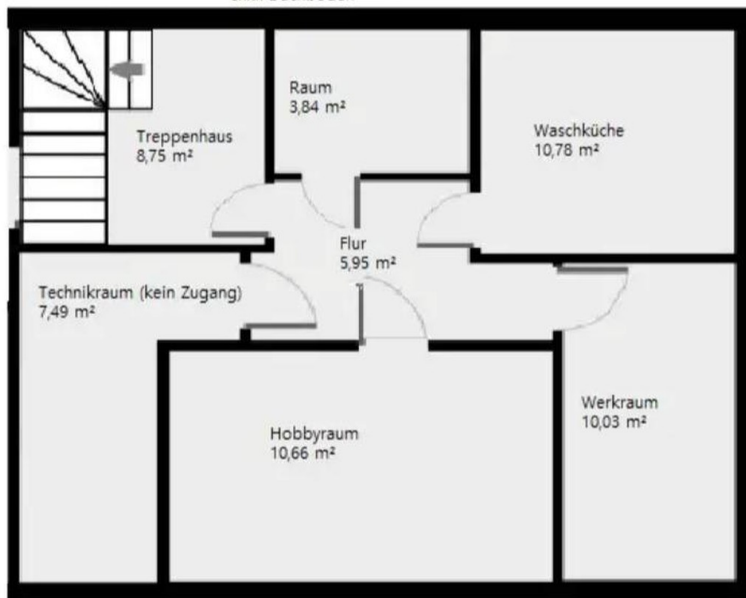 Raum
3,84 m²
Treppenhaus
8,75 m²
Waschküche
10,78 m²
Flur
5,95 m²
Technikraum (kein Zugang)
7,49 m²
Werkraum
10,03 m²
Hobbyraum
10,66 m²